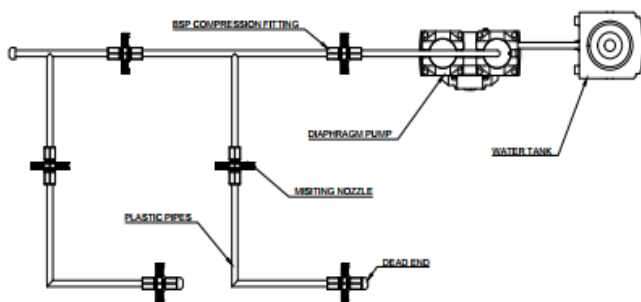 BSP COMPRESSION FITTING
DIAPHRAGM PUMP
WATER TANK
MISITING NOZZLE
PLASTIC PIPES
DEAD END